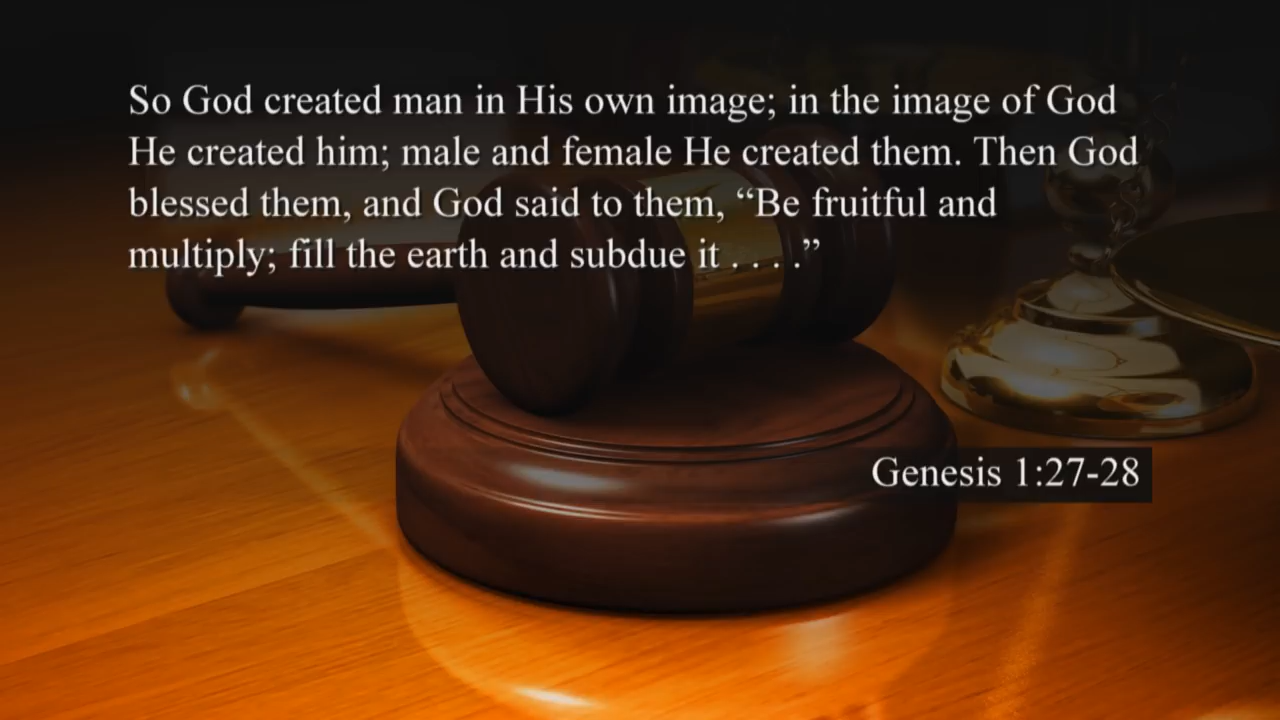 So God created man in His own image; in the image of God
He created him; male and female He created them. Then God
blessed them, and God said to them, “Be fruitful and
multiply; fill the earth and subdue it . . . .”
Genesis 1:27-28